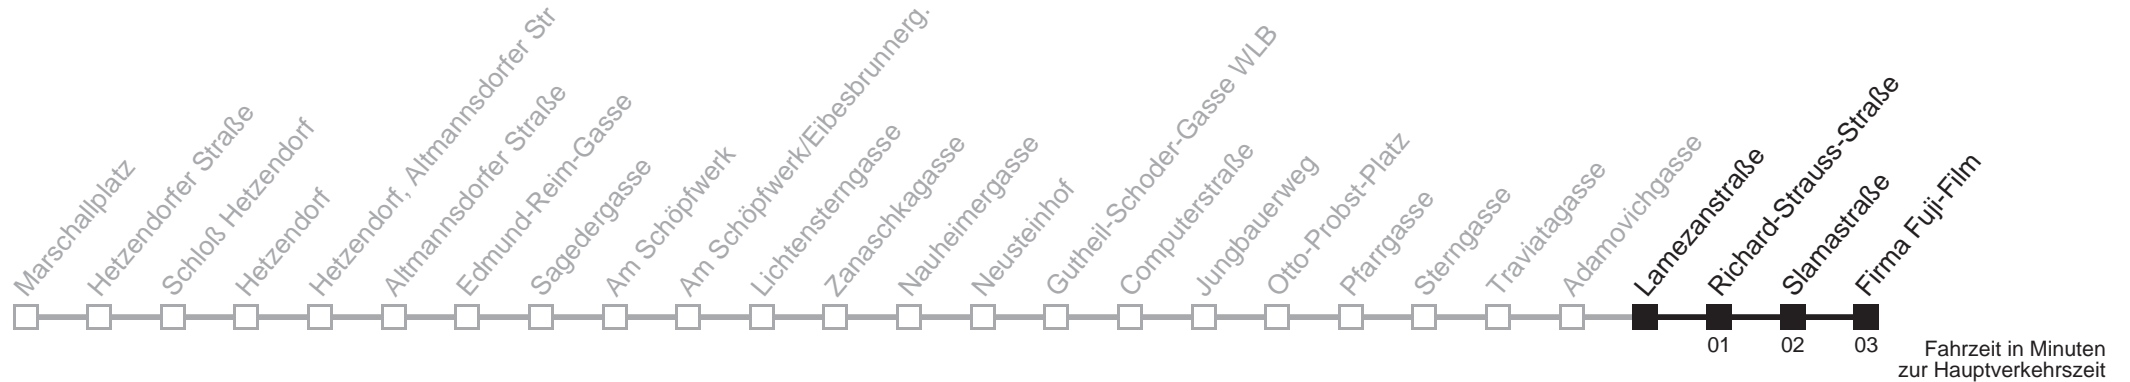 Marschallplatz
Hetzendorfer Straße
Schloß Hetzendorf
Hetzendorf
Hetzendorf, Altmannsdorfer Str
Altmannsdorfer Straße
Edmund-Reim-Gasse
Sagedergasse
Am Schöpfwerk
Am Schöpfwerk/Eibesbrunnerg.
Lichtensterngasse
Zanaschkagasse
Nauheimergasse
Neusteinhof
Gutheil-Schoder-Gasse WLB
Computerstraße
Jungbauerweg
Otto-Probst-Platz
Pfarrgasse
Sterngasse
Traviatagasse
Adamovichgasse
Lamezanstraße
Richard-Strauss-Straße
Slamastraße
Firma Fuji-Film
01 02 03
Fahrzeit in Minuten
zur Hauptverkehrszeit